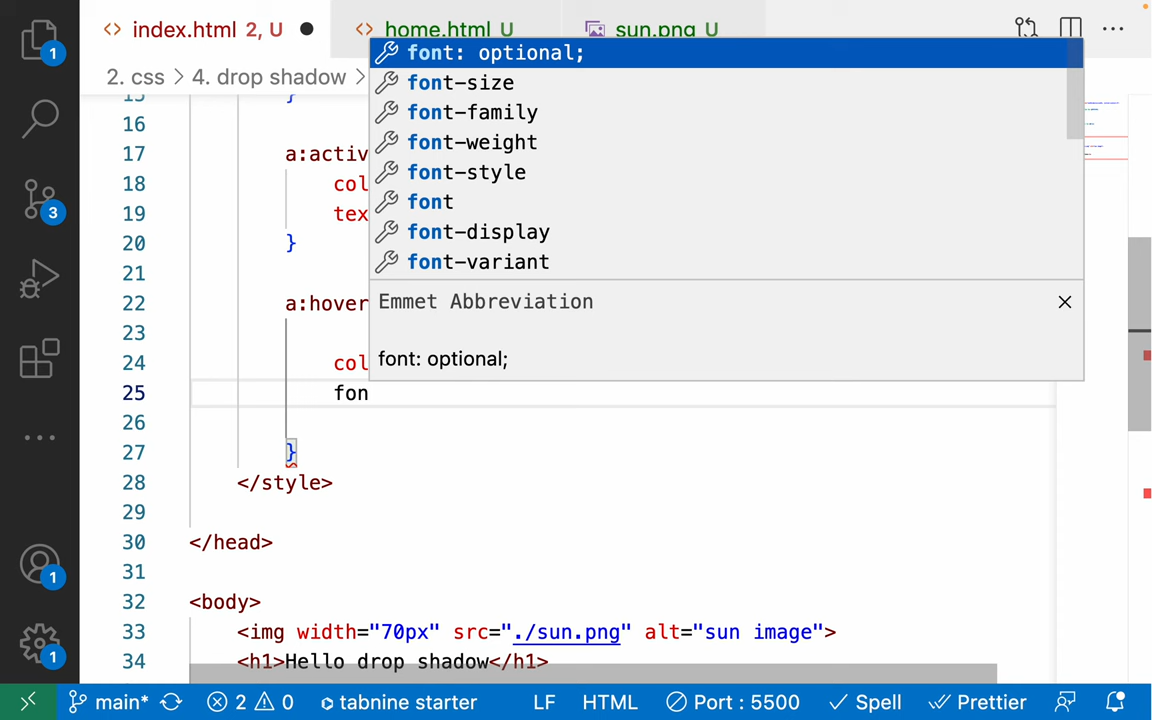 index.html 2, U
home.html U
sun.png U
1
2. css > 4. drop shadow >
font: optional;
font-size
font-family
font-weight
font-style
font
font-display
font-variant
Emmet Abbreviation
font: optional;
15 }
16
17 a:activ
18 col
19 tex
20 }
21
22 a:hover
23
24 col
25 fon
26
27 }
28 </style>
29
30 </head>
31
32 <body>
33 <img width="70px" src="./sun.png" alt="sun image">
34 <h1>Hello drop shadow</h1>
3
1
1
main* 2 0 tabnine starter LF HTML Port : 5500 Spell Prettier